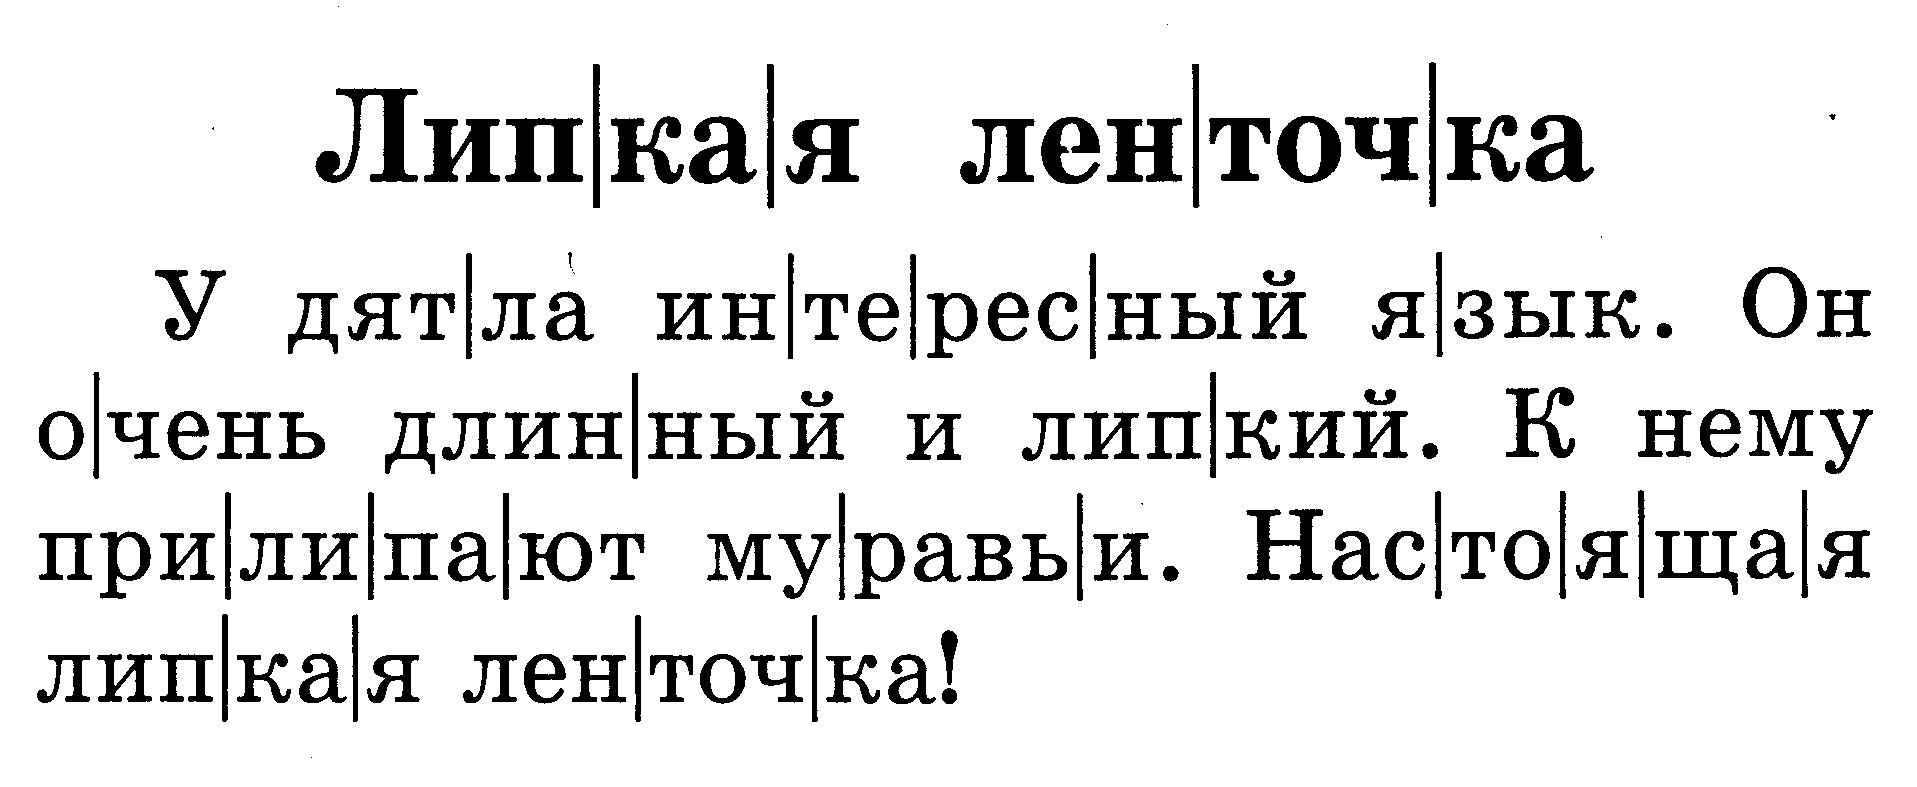 Лип|ка|я лен|точ|ка
У дят|ла ин|те|рес|ный я|зык. Он
о|чень длин|ный и лип|кий. К нему
при|ли|па|ют му|равь|и. Нас|то|я|ща|я
лип|ка|я лен|точ|ка!